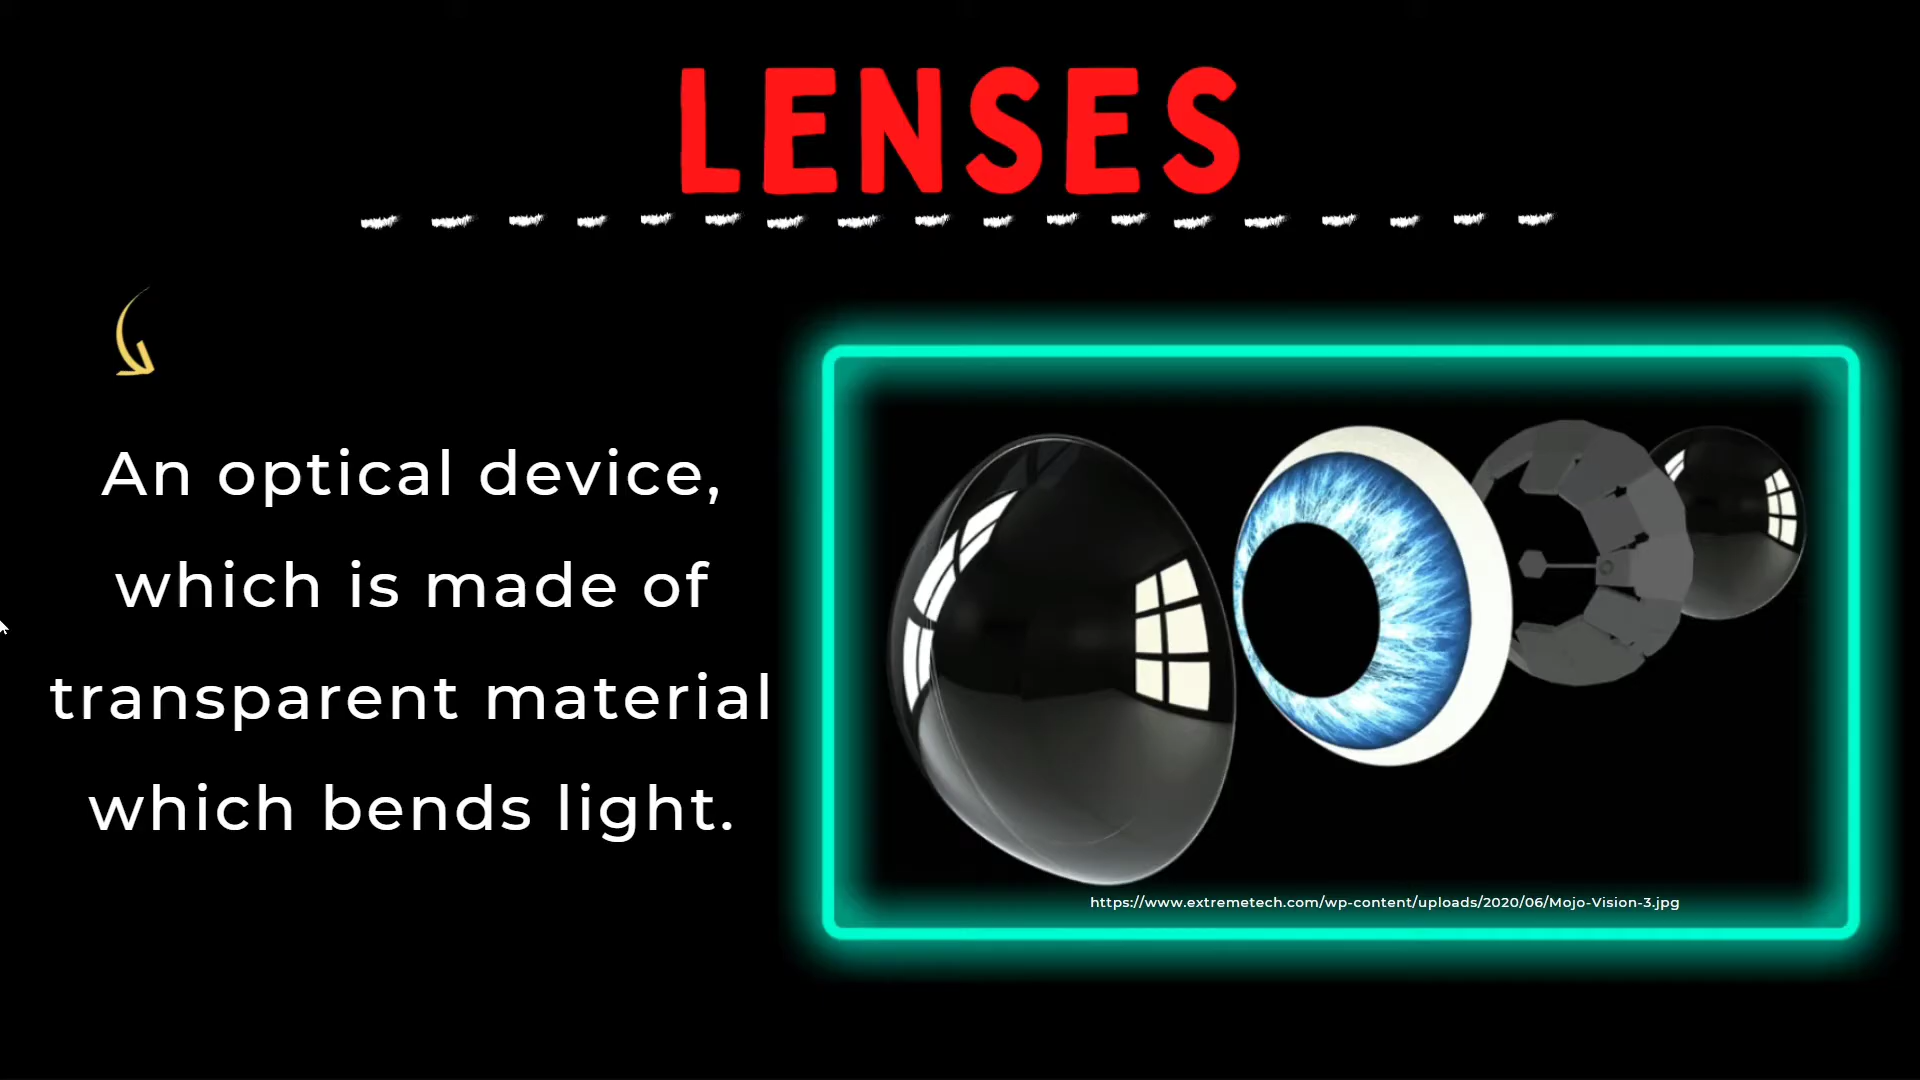 LENSES
An optical device,
which is made of
transparent material
which bends light.
https://www.extremetech.com/wp-content/uploads/2020/06/Mojo-Vision-3.jpg